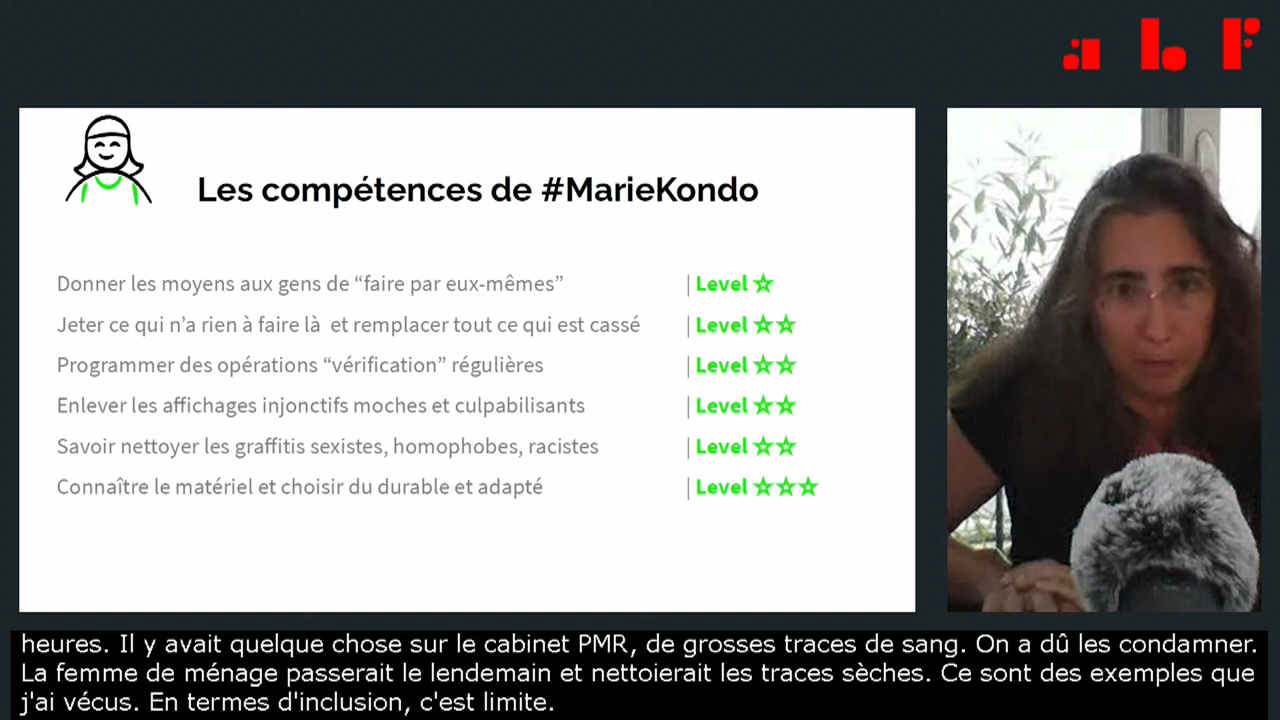 abf
Les compétences de #MarieKondo
Donner les moyens aux gens de “faire par eux-mêmes” | Level ☆
Jeter ce qui n’a rien à faire là et remplacer tout ce qui est cassé | Level ☆☆
Programmer des opérations “vérification” régulières | Level ☆☆
Enlever les affichages injonctifs moches et culpabilisants | Level ☆☆
Savoir nettoyer les graffitis sexistes, homophobes, racistes | Level ☆☆
Connaître le matériel et choisir du durable et adapté | Level ☆☆☆
heures. Il y avait quelque chose sur le cabinet PMR, de grosses traces de sang. On a dû les condamner.
La femme de ménage passerait le lendemain et nettoierait les traces sèches. Ce sont des exemples que
j'ai vécus. En termes d'inclusion, c'est limite.